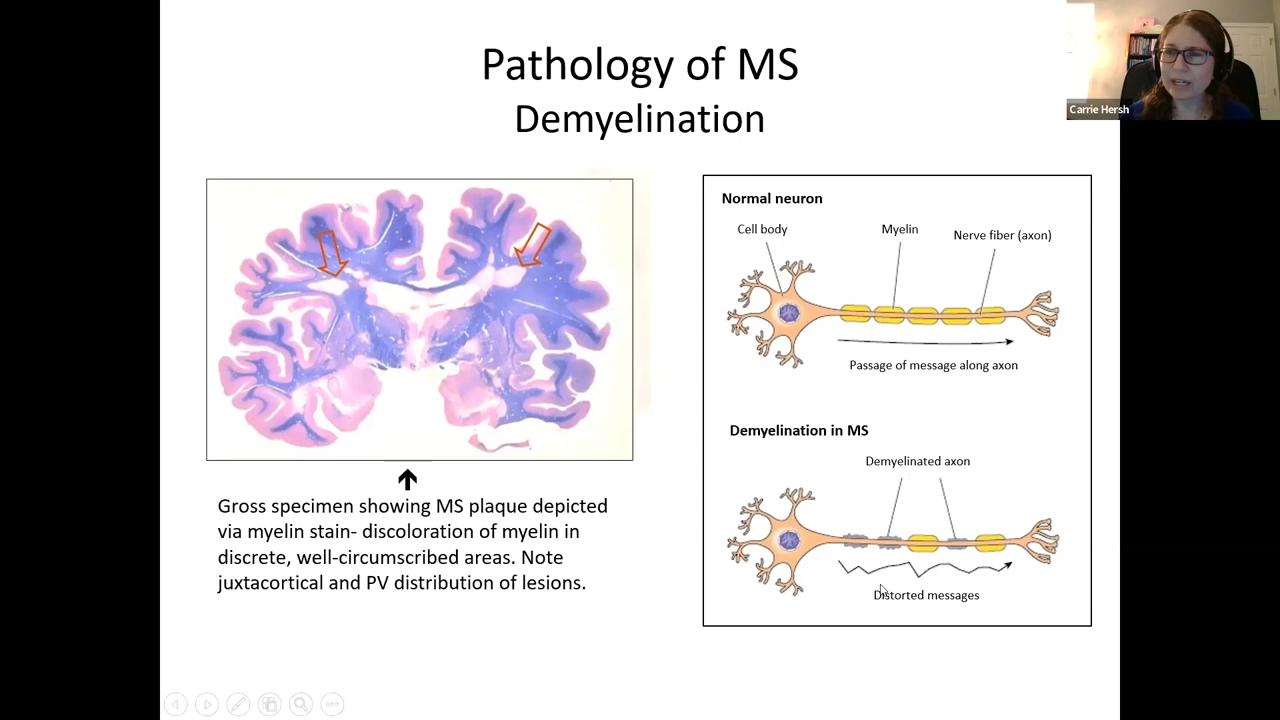 Pathology of MS
Demyelination
Carrie Hersh
Gross specimen showing MS plaque depicted
via myelin stain- discoloration of myelin in
discrete, well-circumscribed areas. Note
juxtacortical and PV distribution of lesions.
Normal neuron
Cell body
Myelin
Nerve fiber (axon)
Passage of message along axon
Demyelination in MS
Demyelinated axon
Distorted messages